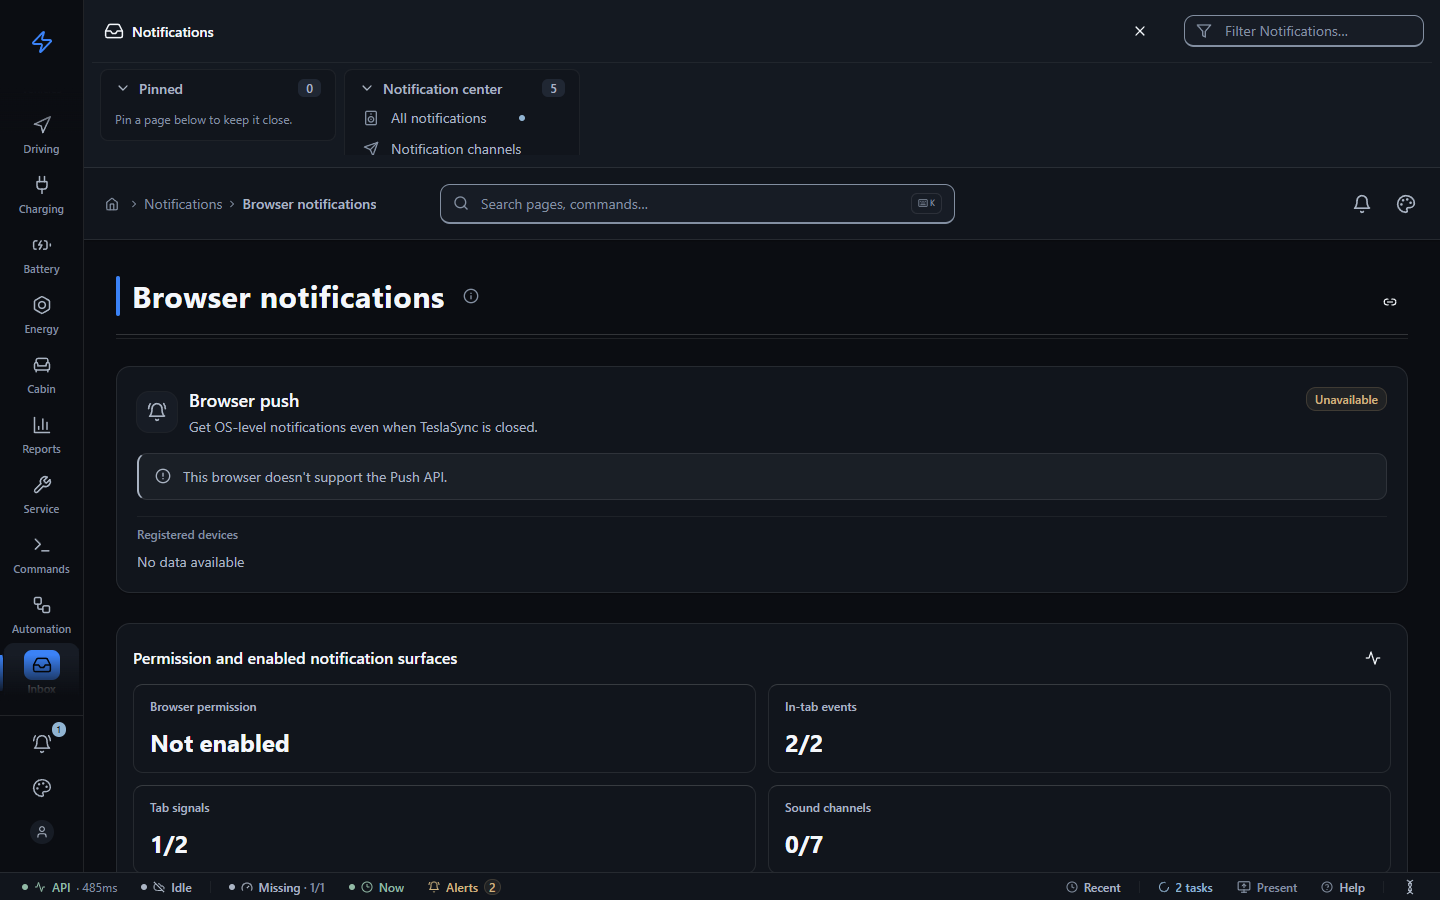 Notifications
Filter Notifications...
Pinned
0
Pin a page below to keep it close.
Notification center
5
All notifications
Notification channels
Driving
Charging
Battery
Energy
Cabin
Reports
Service
Commands
Automation
Inbox
1
Notifications
Browser notifications
Search pages, commands...
K
Browser notifications
Browser push
Unavailable
Get OS-level notifications even when TeslaSync is closed.
This browser doesn't support the Push API.
Registered devices
No data available
Permission and enabled notification surfaces
Browser permission
Not enabled
In-tab events
2/2
Tab signals
1/2
Sound channels
0/7
API · 485ms
Idle
Missing · 1/1
Now
Alerts 2
Recent
2 tasks
Present
Help